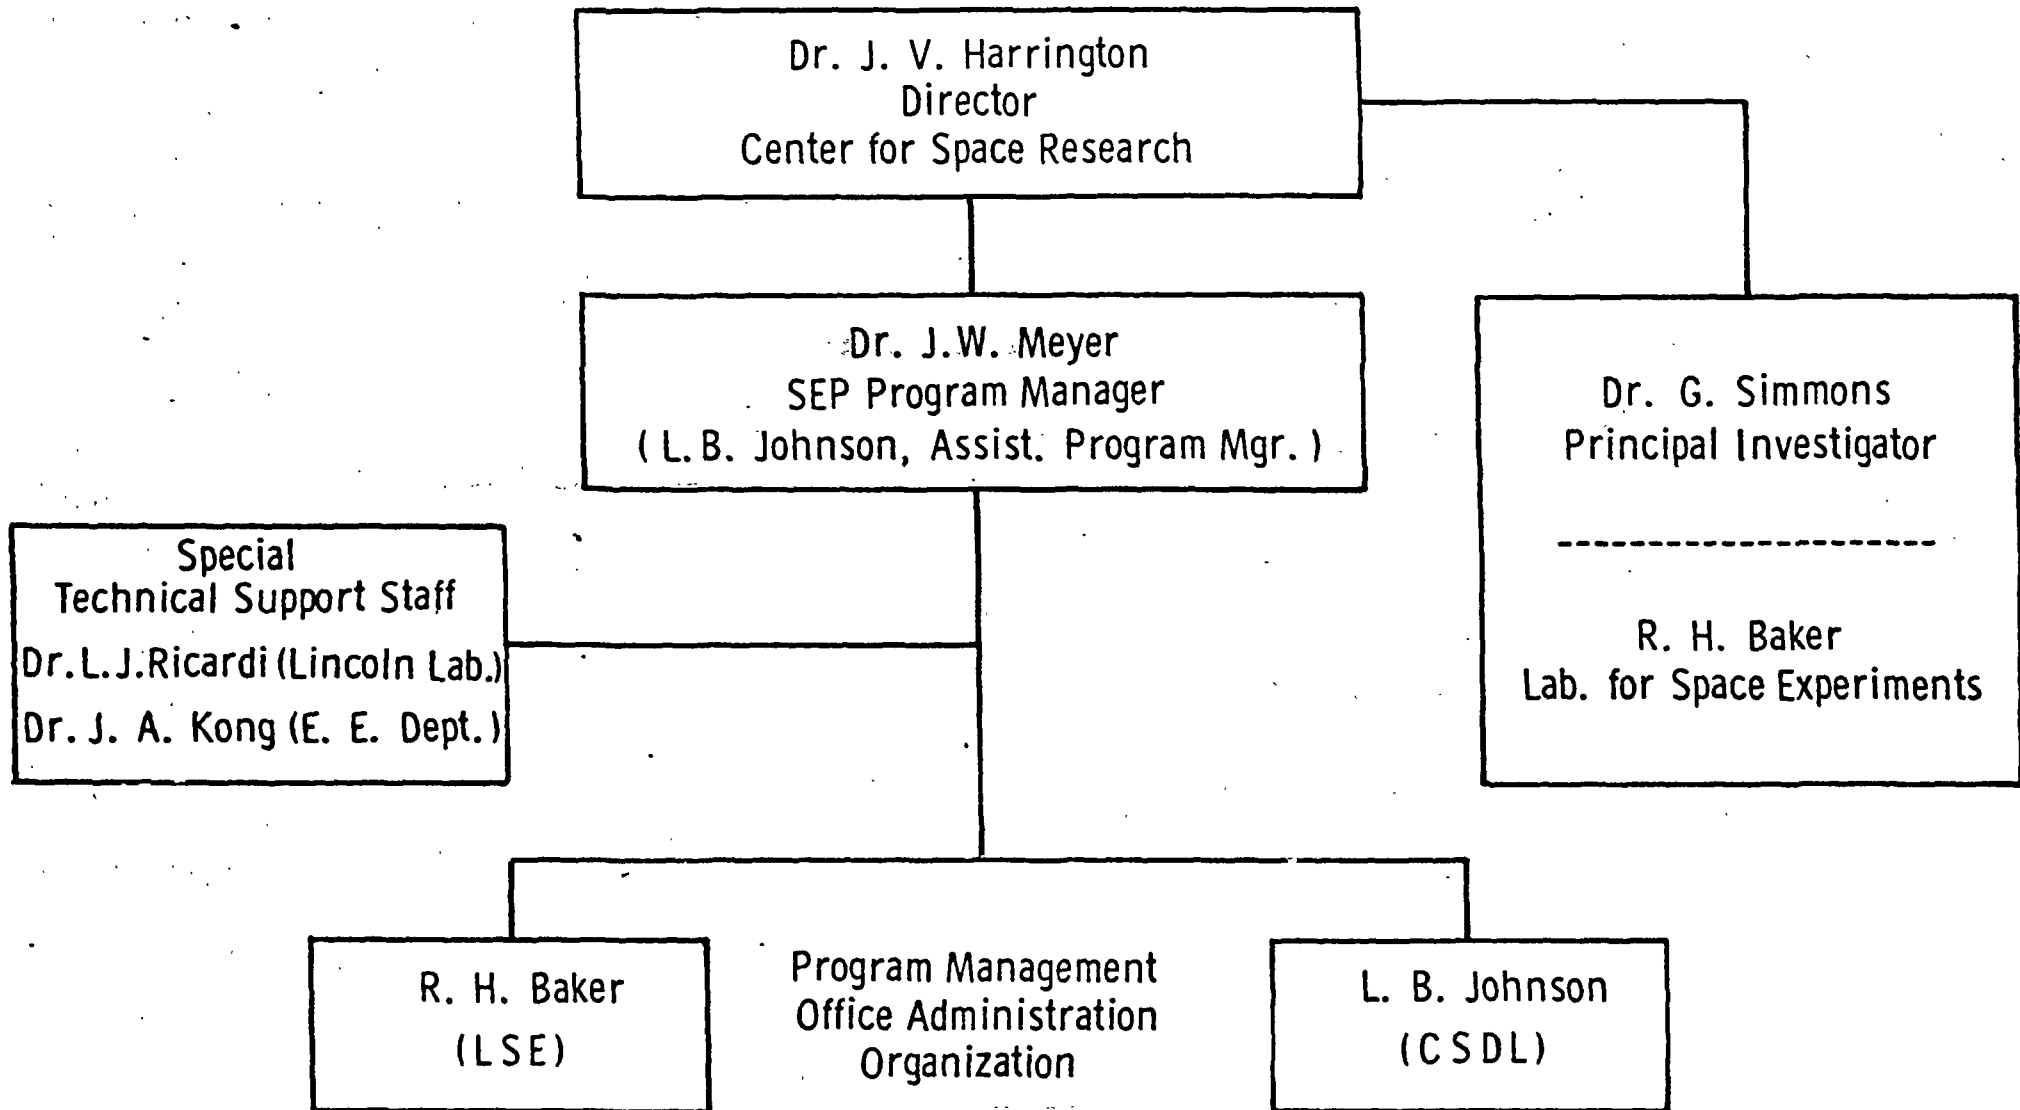 Dr. J. V. Harrington
Director
Center for Space Research
Dr. J.W. Meyer
SEP Program Manager
( L. B. Johnson, Assist. Program Mgr. )
Dr. G. Simmons
Principal Investigator
R. H. Baker
Lab. for Space Experiments
Special
Technical Support Staff
Dr. L. J. Ricardi (Lincoln Lab.)
Dr. J. A. Kong (E. E. Dept.)
R. H. Baker
(LSE)
Program Management
Office Administration
Organization
L. B. Johnson
(CSDL)